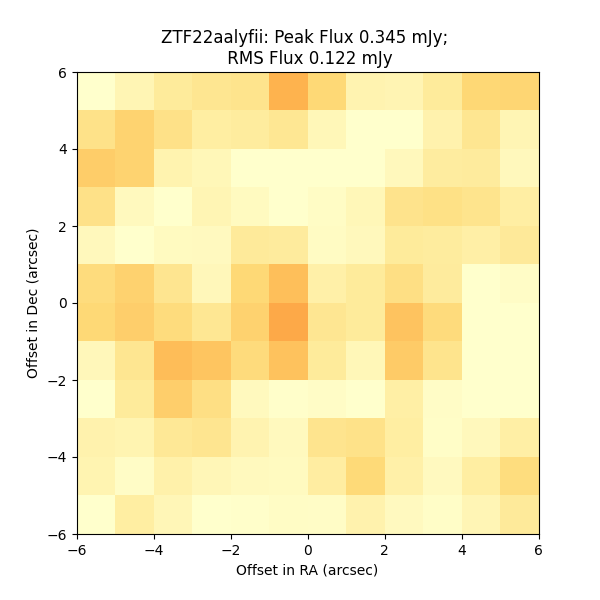 ZTF22aalyfii: Peak Flux 0.345 mJy;
RMS Flux 0.122 mJy
6
4
2
0
−2
−4
−6
Offset in Dec (arcsec)
−6 −4 −2 0 2 4 6
Offset in RA (arcsec)